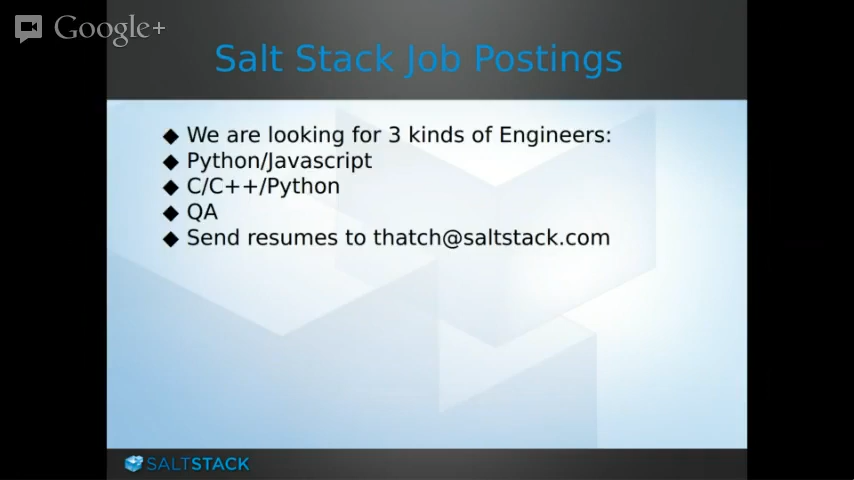 Google+
Salt Stack Job Postings
◆ We are looking for 3 kinds of Engineers:
◆ Python/Javascript
◆ C/C++/Python
◆ QA
◆ Send resumes to thatch@saltstack.com
SALTSTACK